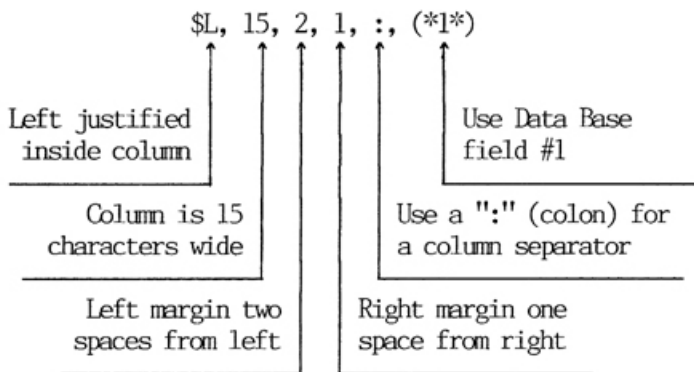 $L, 15, 2, 1, :, (*1*)
Left justified
inside column
Use Data Base
field #1
Column is 15
characters wide
Use a ":" (colon) for
a column separator
Left margin two
spaces from left
Right margin one
space from right